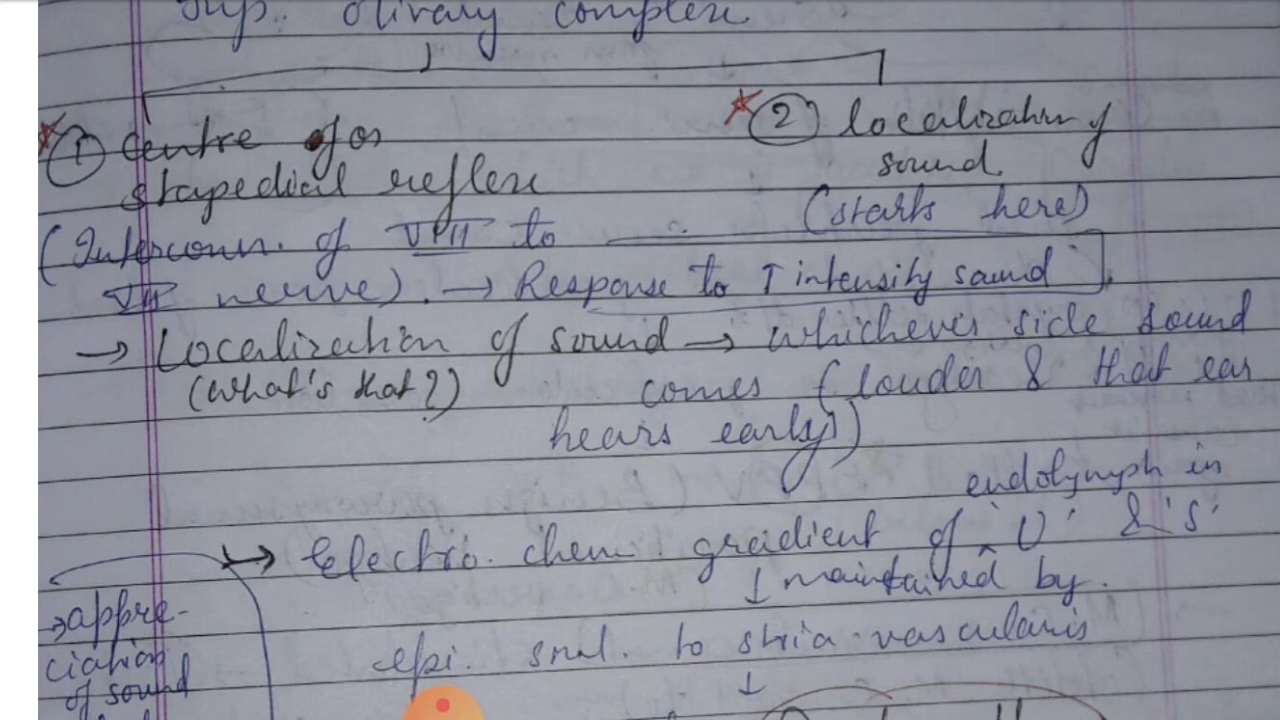 Sup. olivary complex
① Centre for
stapedial reflex
(Interconn. of VIII to
VII nerve). → Response to ↑ intensity sound
② localization of
sound
(starts here)
→ Localization of sound → whichever side sound
(What's that?) comes (louder & that ear
hears early)
endolymph in
→ Electro. chem gradient of ^ 'U' & 'S'
↓ maintained by.
epi. sml. to stria vascularis
↓
→ appre-
ciation
of sound